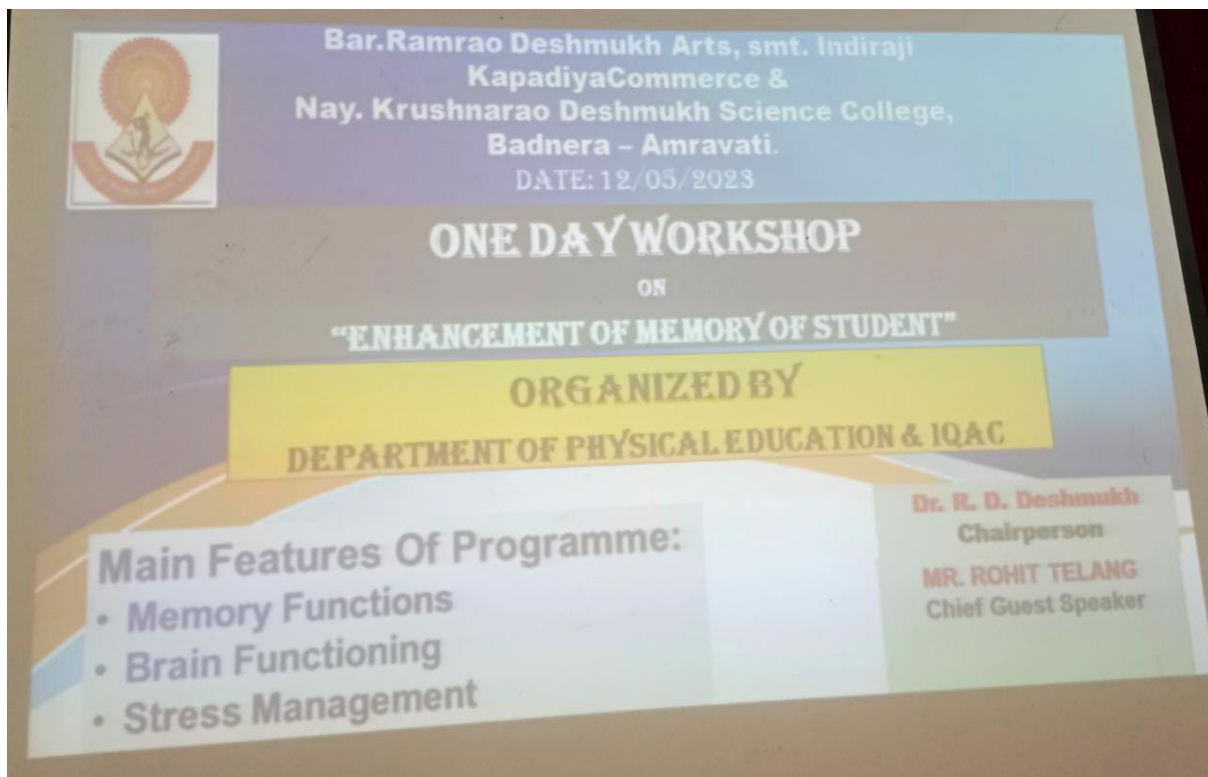 Bar.Ramrao Deshmukh Arts, smt. Indiraji
KapadiyaCommerce &
Nay. Krushnarao Deshmukh Science College,
Badnera – Amravati.
DATE: 12/05/2023
ONE DAY WORKSHOP
ON
“ENHANCEMENT OF MEMORY OF STUDENT”
ORGANIZED BY
DEPARTMENT OF PHYSICAL EDUCATION & IQAC
Main Features Of Programme:
• Memory Functions
• Brain Functioning
• Stress Management
Dr. R. D. Deshmukh
Chairperson
MR. ROHIT TELANG
Chief Guest Speaker